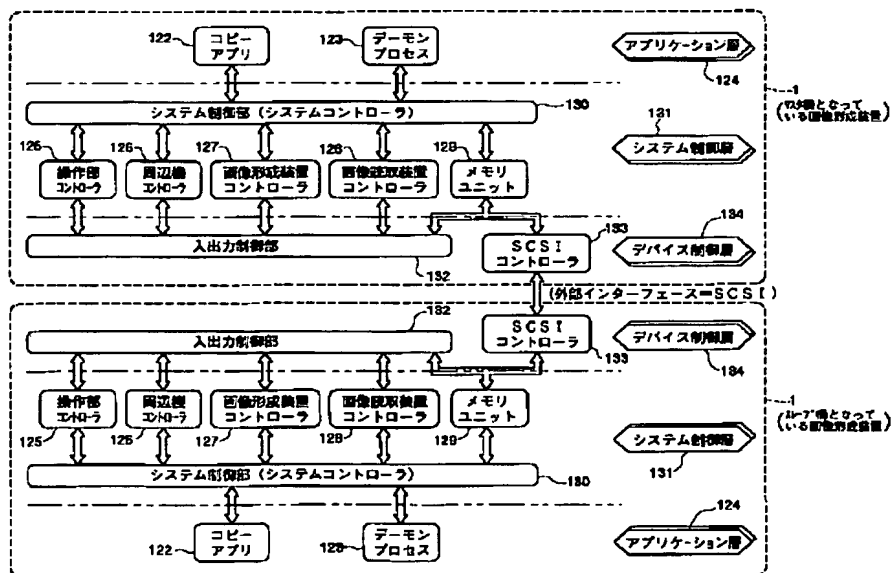 122
コピー
アプリ
123
デーモン
プロセス
アプリケーション層
124
システム制御部(システムコントローラ)
130
1
(マスタ機となって
いる画像形成装置)
131
125
操作部
コントローラ
126
周辺機
コントローラ
127
画像形成装置
コントローラ
128
画像読取装置
コントローラ
129
メモリ
ユニット
システム制御層
入出力制御部
132
133
SCSI
コントローラ
134
デバイス制御層
(外部インターフェース=SCSI)
132
入出力制御部
SCSI
コントローラ
133
デバイス制御層
134
操作部
コントローラ
125
周辺機
コントローラ
126
画像形成装置
コントローラ
127
画像読取装置
コントローラ
128
メモリ
ユニット
129
1
(スレーブ機となって
いる画像形成装置)
システム制御層
131
システム制御部(システムコントローラ)
130
コピー
アプリ
122
デーモン
プロセス
123
124
アプリケーション層